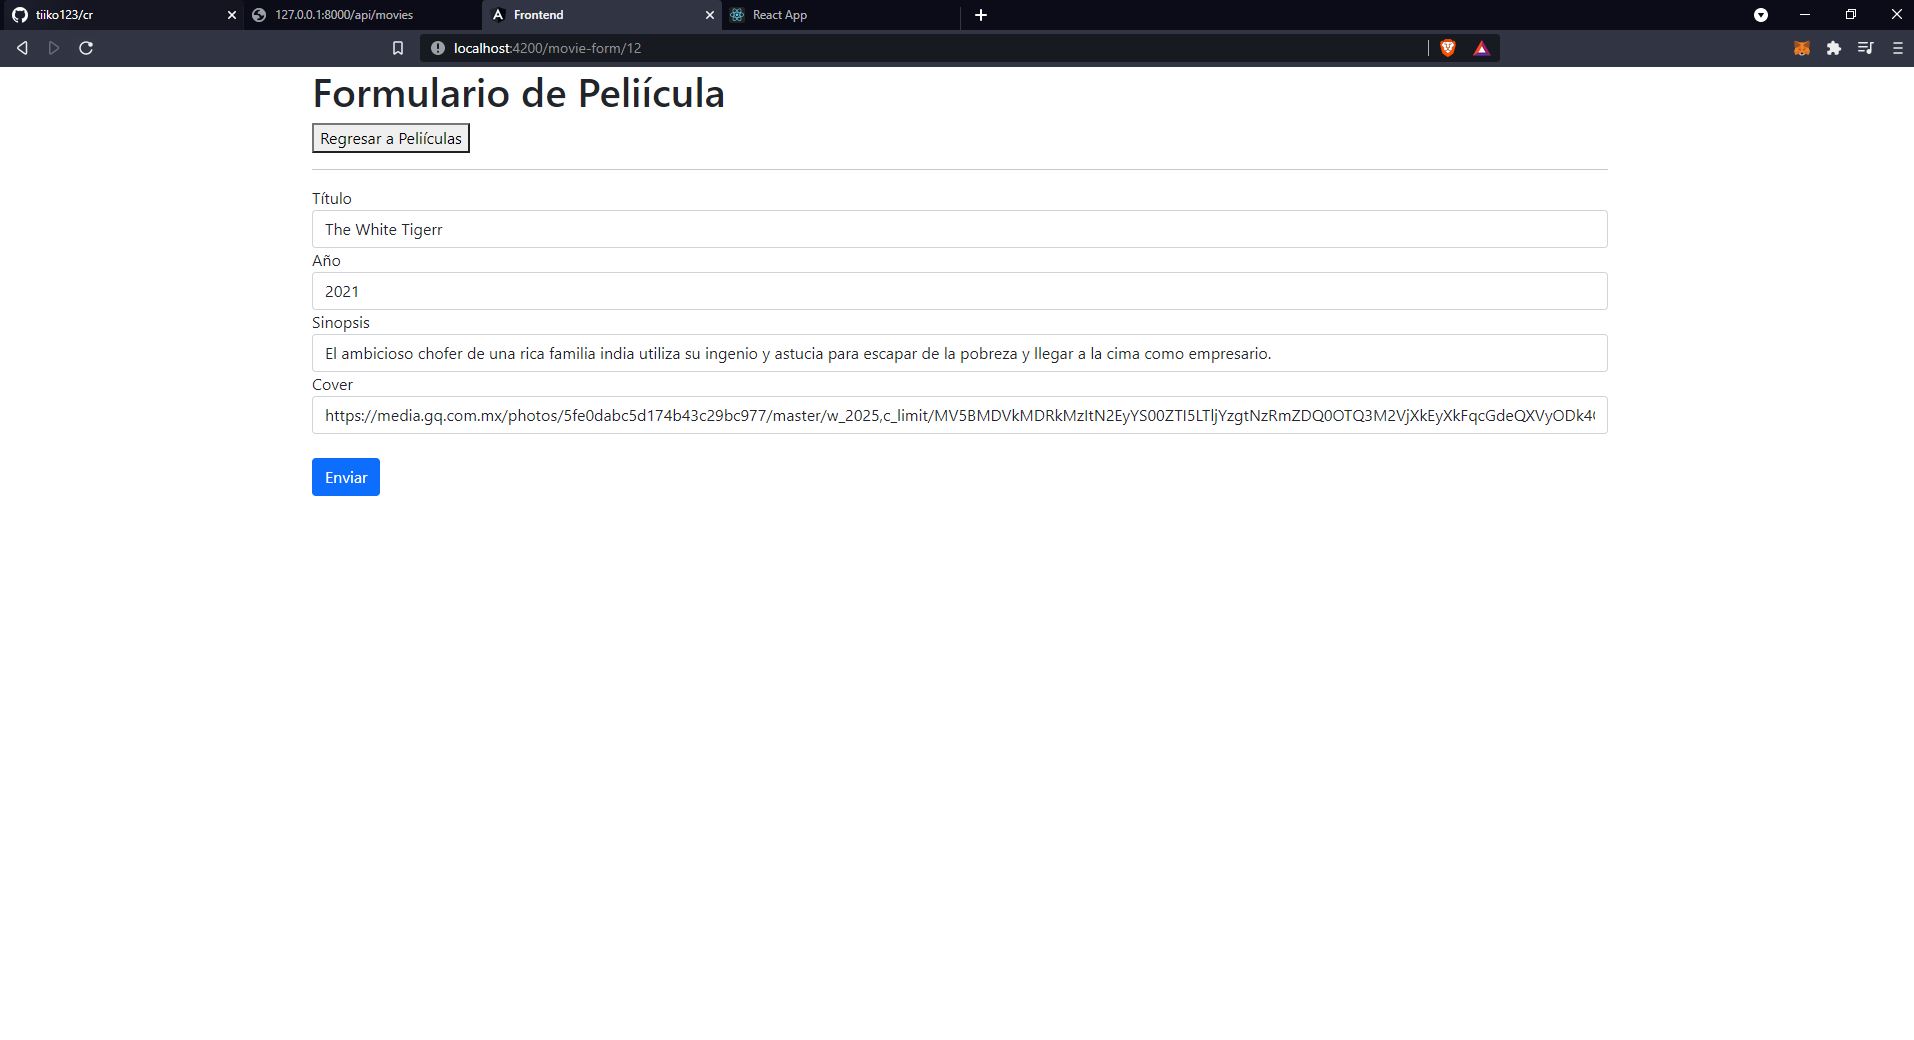 tiiko123/cr
127.0.0.1:8000/api/movies
Frontend
React App
localhost:4200/movie-form/12
Formulario de Peliícula
Regresar a Peliículas
Título
The White Tigerr
Año
2021
Sinopsis
El ambicioso chofer de una rica familia india utiliza su ingenio y astucia para escapar de la pobreza y llegar a la cima como empresario.
Cover
https://media.gq.com.mx/photos/5fe0dabc5d174b43c29bc977/master/w_2025,c_limit/MV5BMDVkMDRkMzItN2EyYS00ZTI5LTljYzgtNzRmZDQ0OTQ3M2VjXkEyXkFqcGdeQXVyODk4
Enviar